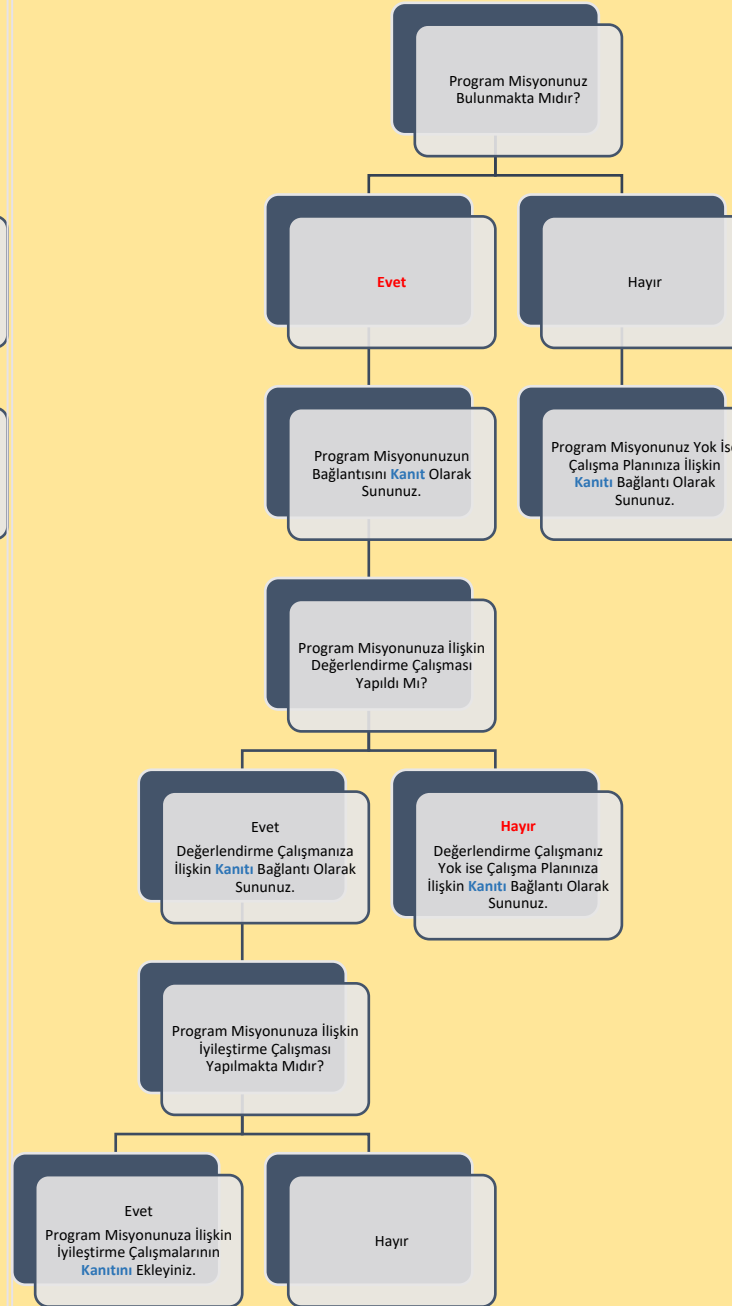 Program Misyonunuz
Bulunmakta Mıdır?
Evet
Hayır
Program Misyonunuzun
Bağlantısını Kanıt Olarak
Sununuz.
Program Misyonunuz Yok İse
Çalışma Planınıza İlişkin
Kanıtı Bağlantı Olarak
Sununuz.
Program Misyonunuza İlişkin
Değerlendirme Çalışması
Yapıldı Mı?
Evet
Değerlendirme Çalışmanıza
İlişkin Kanıtı Bağlantı Olarak
Sununuz.
Hayır
Değerlendirme Çalışmanız
Yok ise Çalışma Planınıza
İlişkin Kanıtı Bağlantı Olarak
Sununuz.
Program Misyonunuza İlişkin
İyileştirme Çalışması
Yapılmakta Mıdır?
Evet
Program Misyonunuza İlişkin
İyileştirme Çalışmalarının
Kanıtını Ekleyiniz.
Hayır